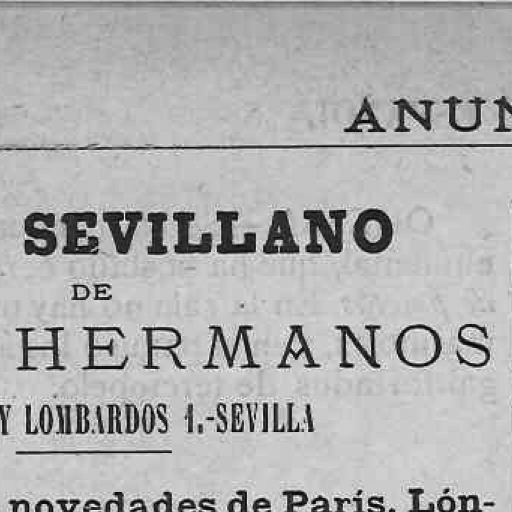 ANUN
SEVILLANO
DE
HERMANOS
Y LOMBARDOS 1.-SEVILLA
novedades de París, Lón-